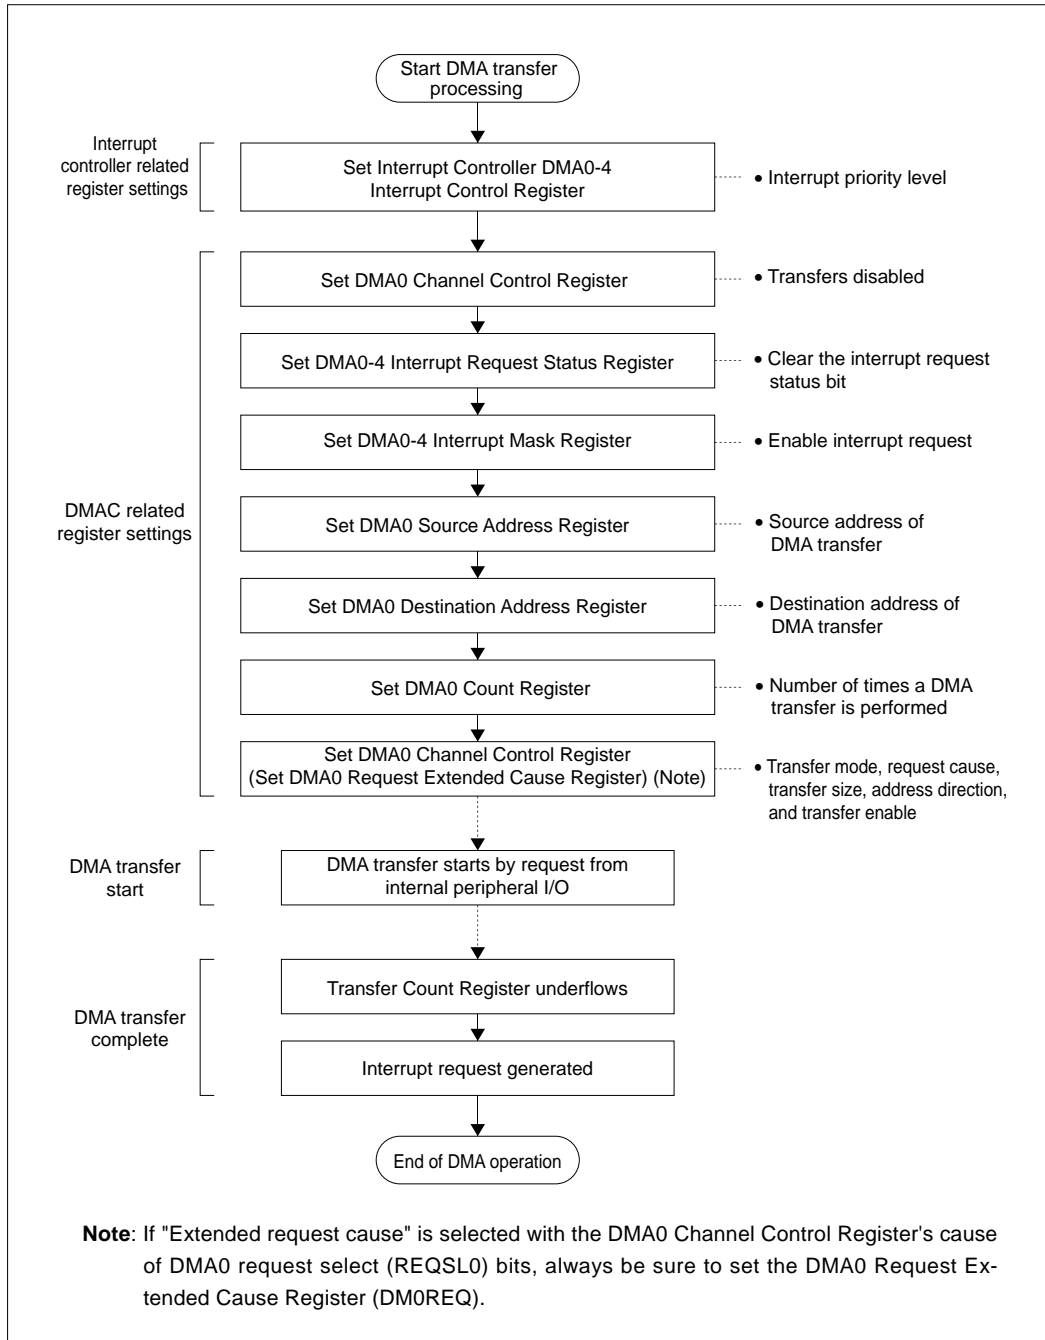 Start DMA transfer
processing
Interrupt
controller related
register settings
Set Interrupt Controller DMA0-4
Interrupt Control Register
• Interrupt priority level
Set DMA0 Channel Control Register
• Transfers disabled
Set DMA0-4 Interrupt Request Status Register
• Clear the interrupt request
status bit
Set DMA0-4 Interrupt Mask Register
• Enable interrupt request
DMAC related
register settings
Set DMA0 Source Address Register
• Source address of
DMA transfer
Set DMA0 Destination Address Register
• Destination address of
DMA transfer
Set DMA0 Count Register
• Number of times a DMA
transfer is performed
Set DMA0 Channel Control Register
(Set DMA0 Request Extended Cause Register) (Note)
• Transfer mode, request cause,
transfer size, address direction,
and transfer enable
DMA transfer
start
DMA transfer starts by request from
internal peripheral I/O
DMA transfer
complete
Transfer Count Register underflows
Interrupt request generated
End of DMA operation
Note: If "Extended request cause" is selected with the DMA0 Channel Control Register's cause
of DMA0 request select (REQSL0) bits, always be sure to set the DMA0 Request Ex-
tended Cause Register (DM0REQ).